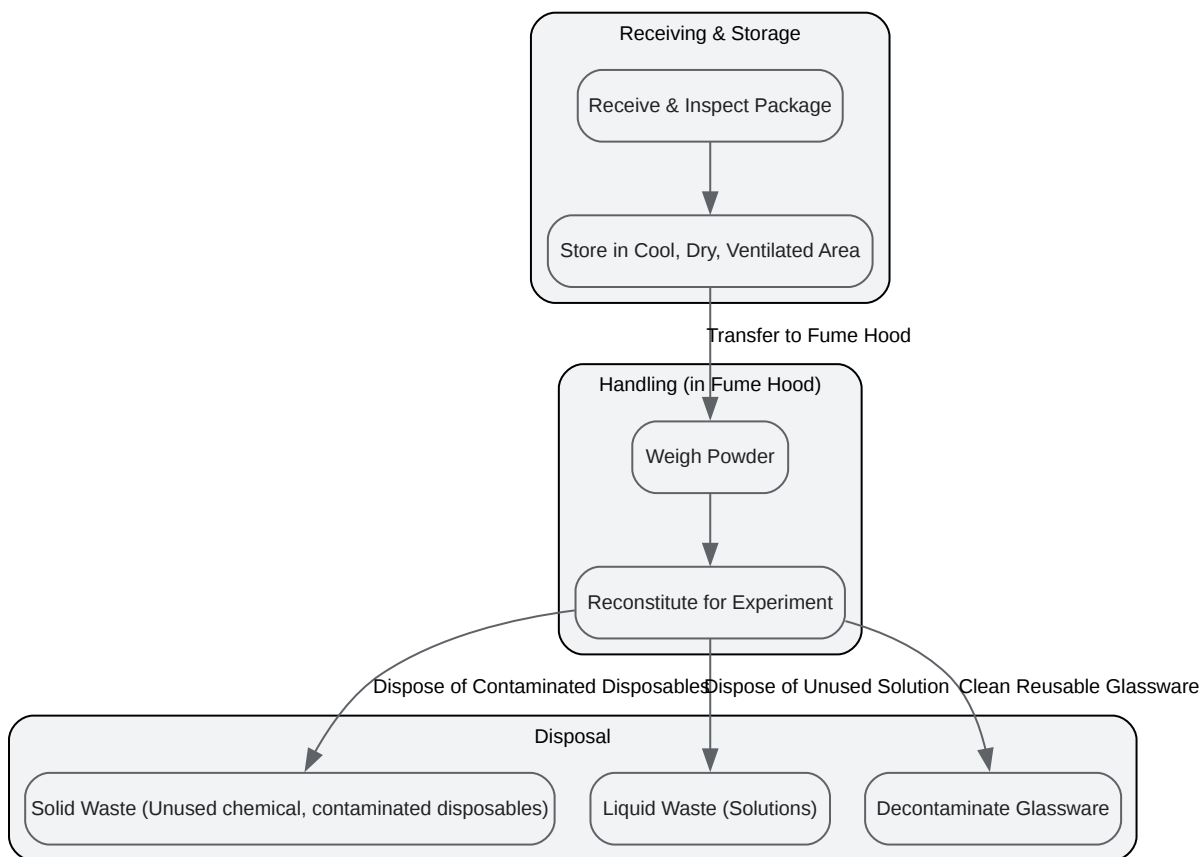 Receiving & Storage
Receive & Inspect Package
Store in Cool, Dry, Ventilated Area
Transfer to Fume Hood
Handling (in Fume Hood)
Weigh Powder
Reconstitute for Experiment
Dispose of Contaminated Disposables
Dispose of Unused Solution
Clean Reusable Glassware
Disposal
Solid Waste (Unused chemical, contaminated disposables)
Liquid Waste (Solutions)
Decontaminate Glassware